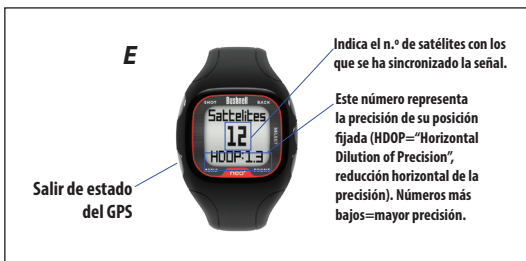 E
Indica el n.º de satélites con los
que se ha sincronizado la señal.
SHOT
Bushnell
BACK
Sattelites
12
SELECT
HDOP:1.3
neo+
Este número representa
la precisión de su posición
fijada (HDOP=“Horizontal
Dilution of Precision”,
reducción horizontal de la
precisión). Números más
bajos=mayor precisión.
Salir de estado
del GPS